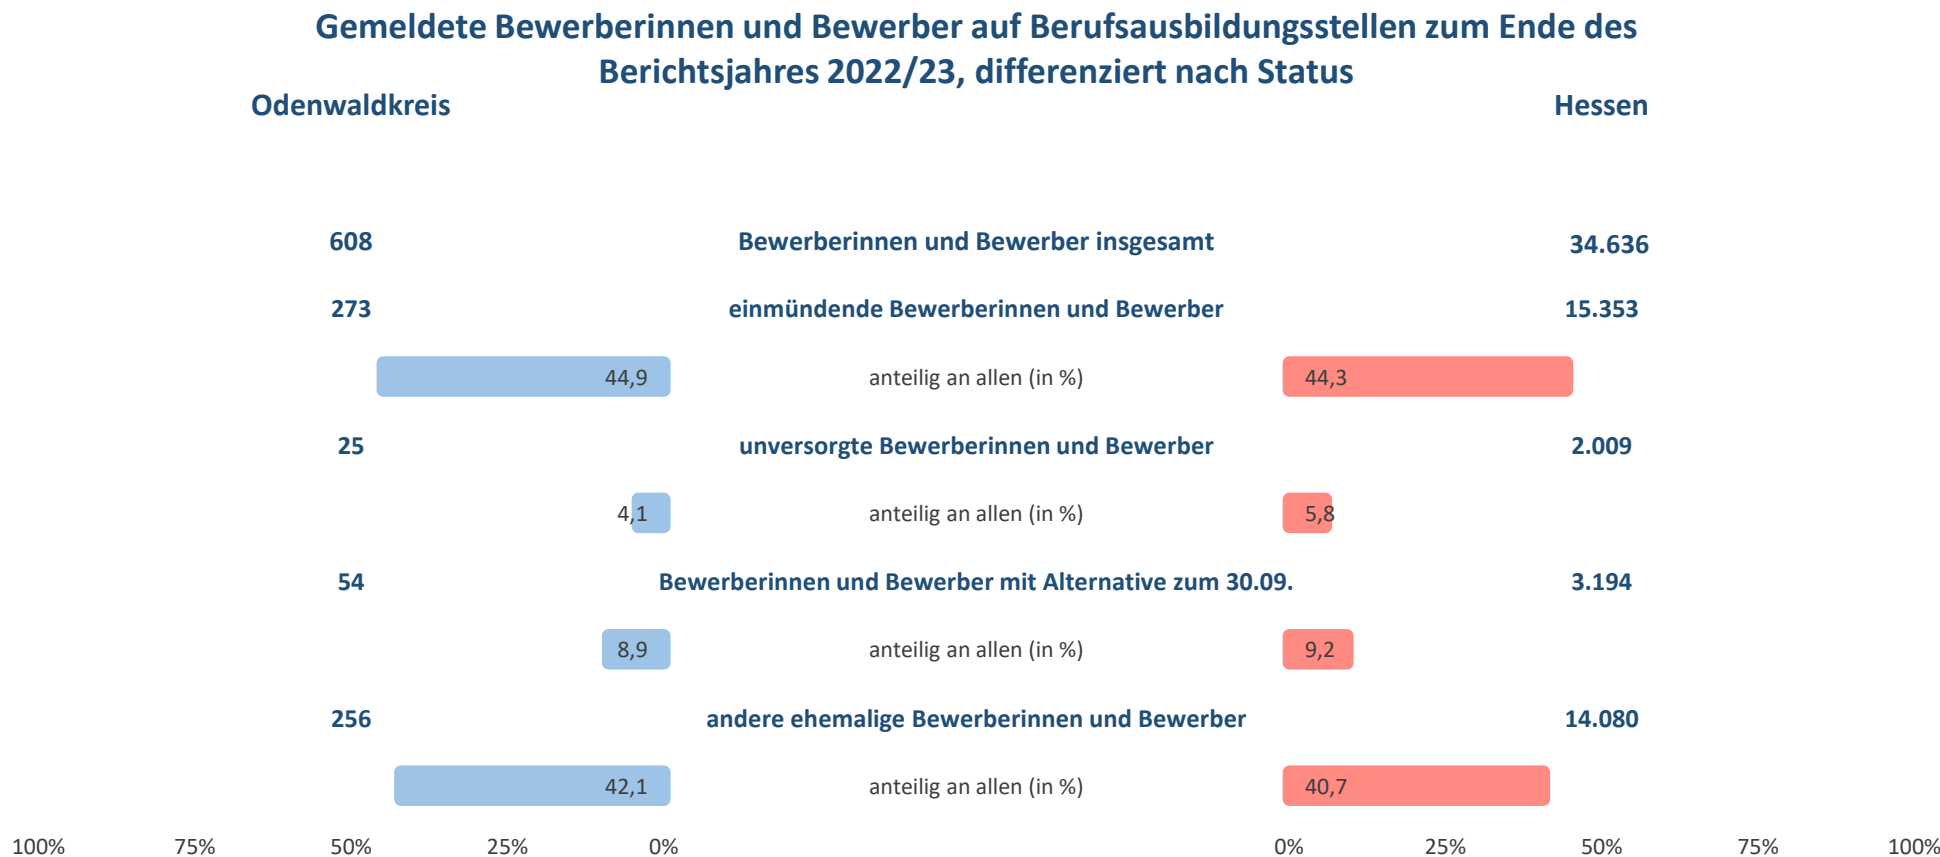 Gemeldete Bewerberinnen und Bewerber auf Berufsausbildungsstellen zum Ende des
Berichtsjahres 2022/23, differenziert nach Status
Odenwaldkreis Hessen
608 Bewerberinnen und Bewerber insgesamt 34.636
273 einmündende Bewerberinnen und Bewerber 15.353
44,9 anteilig an allen (in %) 44,3
25 unversorgte Bewerberinnen und Bewerber 2.009
4,1 anteilig an allen (in %) 5,8
54 Bewerberinnen und Bewerber mit Alternative zum 30.09. 3.194
8,9 anteilig an allen (in %) 9,2
256 andere ehemalige Bewerberinnen und Bewerber 14.080
42,1 anteilig an allen (in %) 40,7
100% 75% 50% 25% 0% 0% 25% 50% 75% 100%